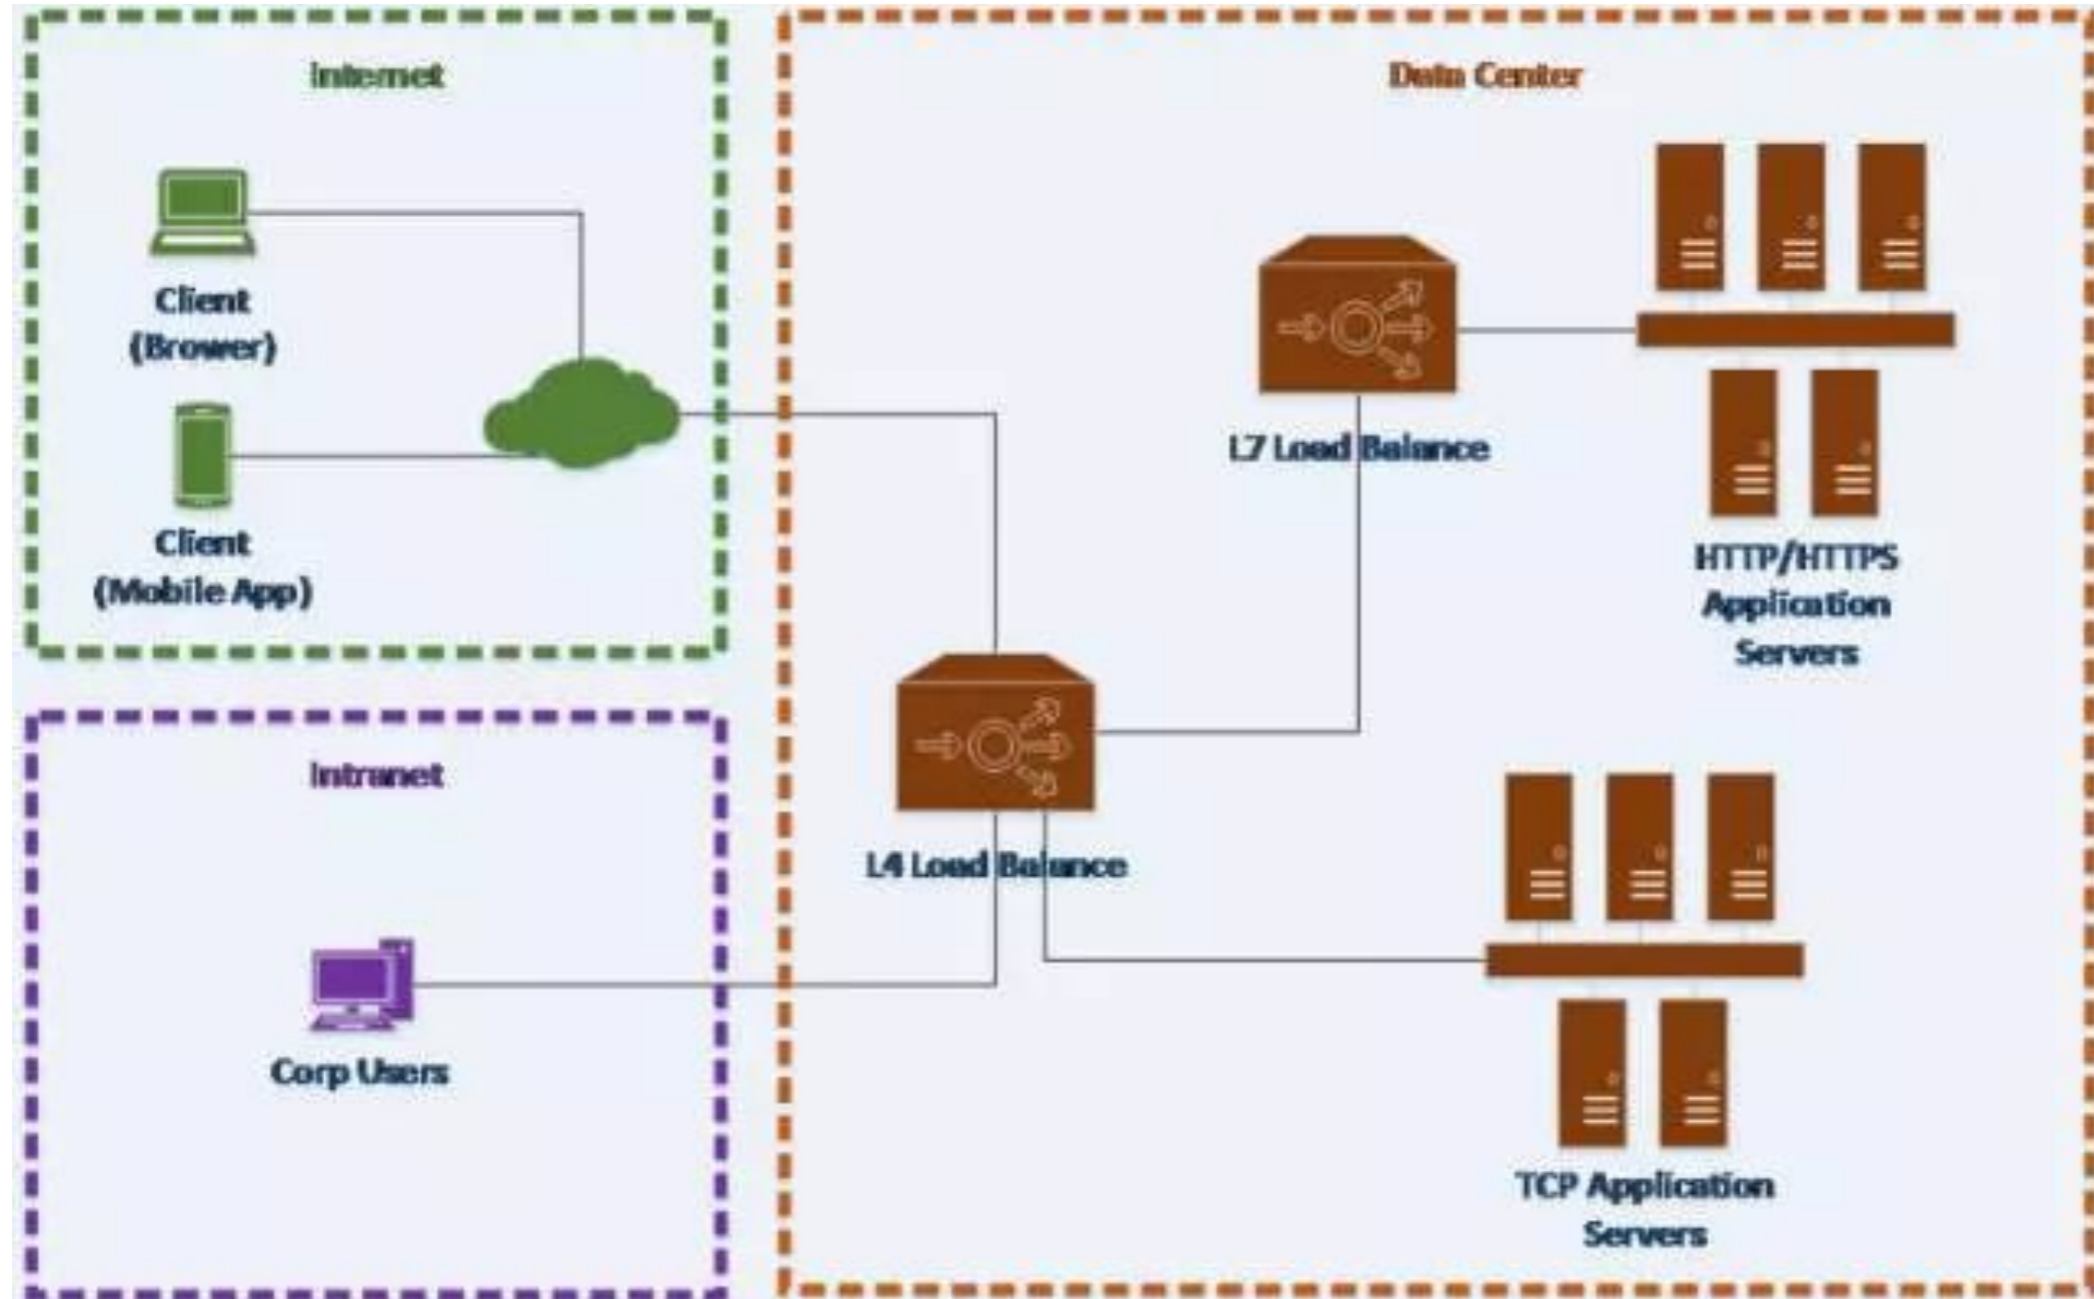 Internet
Data Center
Client
(Brower)
Client
(Mobile App)
L7 Load Balance
HTTP/HTTPS
Application
Servers
Intranet
L4 Load Balance
Corp Users
TCP Application
Servers